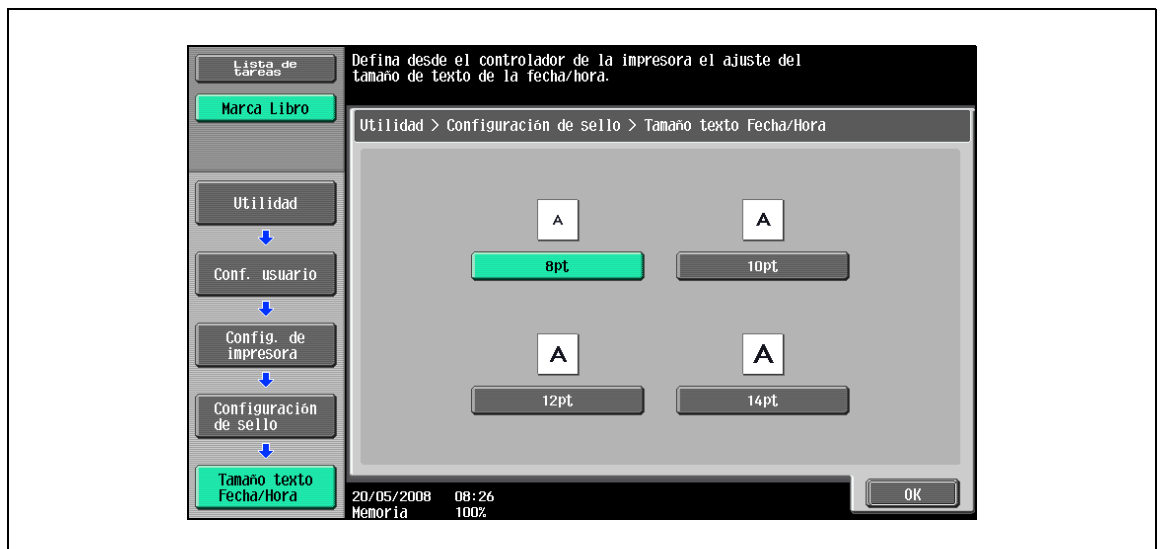 Lista de
tareas
Marca Libro
Defina desde el controlador de la impresora el ajuste del
tamaño de texto de la fecha/hora.
Utilidad > Configuración de sello > Tamaño texto Fecha/Hora
Utilidad
Conf. usuario
Config. de
impresora
Configuración
de sello
Tamaño texto
Fecha/Hora
A
A
8pt
10pt
A
A
12pt
14pt
20/05/2008 08:26
Memoria 100%
OK